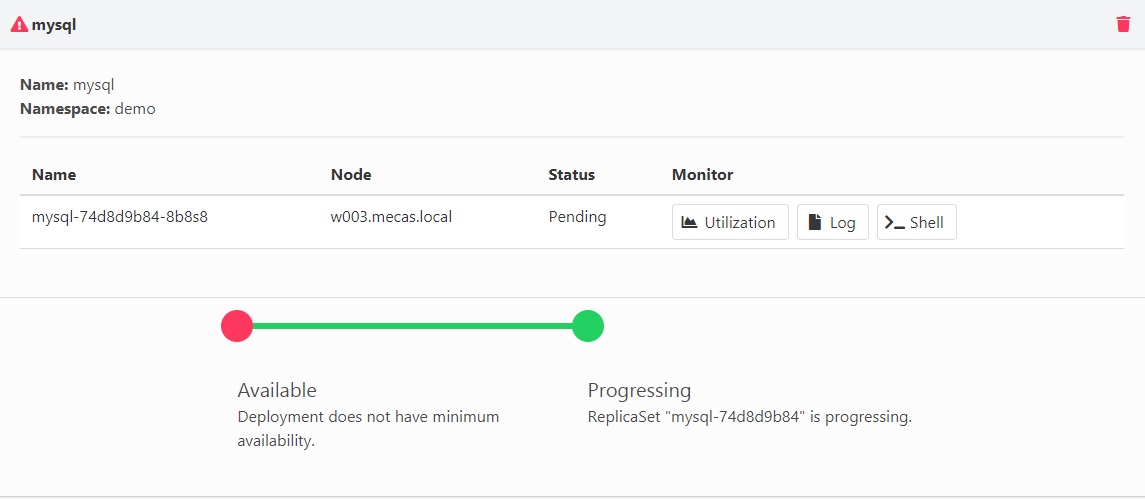 mysql
Name: mysql
Namespace: demo
Name Node Status Monitor
mysql-74d8d9b84-8b8s8 w003.mecas.local Pending Utilization Log Shell
Available
Deployment does not have minimum
availability.
Progressing
ReplicaSet "mysql-74d8d9b84" is progressing.